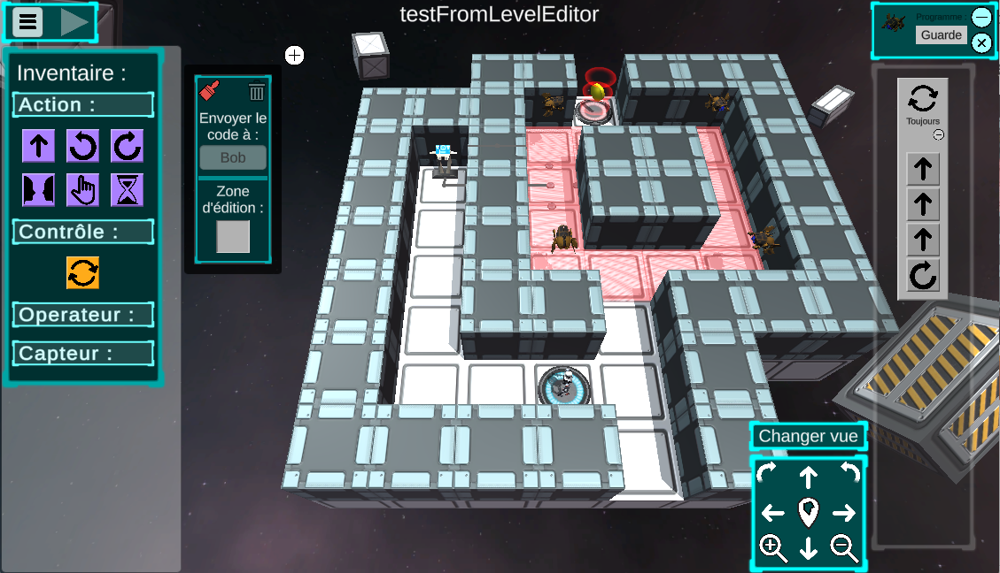 testFromLevelEditor
Inventaire :
Action :
Contrôle :
Operateur :
Capteur :
Envoyer le
code à :
Bob
Zone
d'édition :
Programme :
Guarde
Toujours
Changer vue